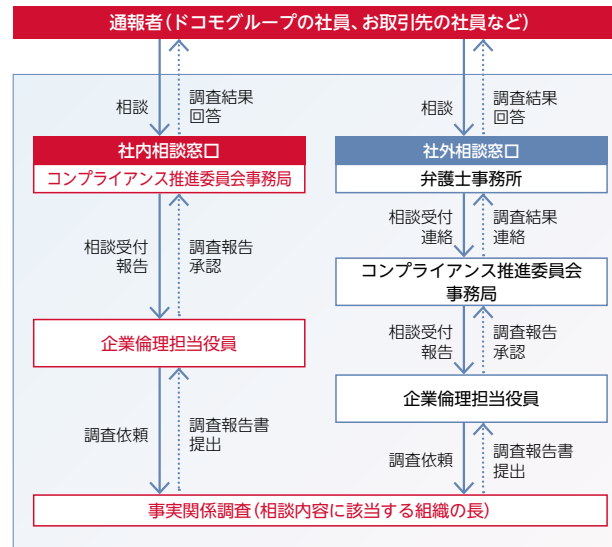 通報者（ドコモグループの社員、お取引先の社員など）
相談
調査結果
回答
社内相談窓口
コンプライアンス推進委員会事務局
相談受付
報告
調査報告
承認
企業倫理担当役員
調査依頼
調査報告書
提出
相談
調査結果
回答
社外相談窓口
弁護士事務所
相談受付
連絡
調査結果
連絡
コンプライアンス推進委員会
事務局
相談受付
報告
調査報告
承認
企業倫理担当役員
調査依頼
調査報告書
提出
事実関係調査（相談内容に該当する組織の長）